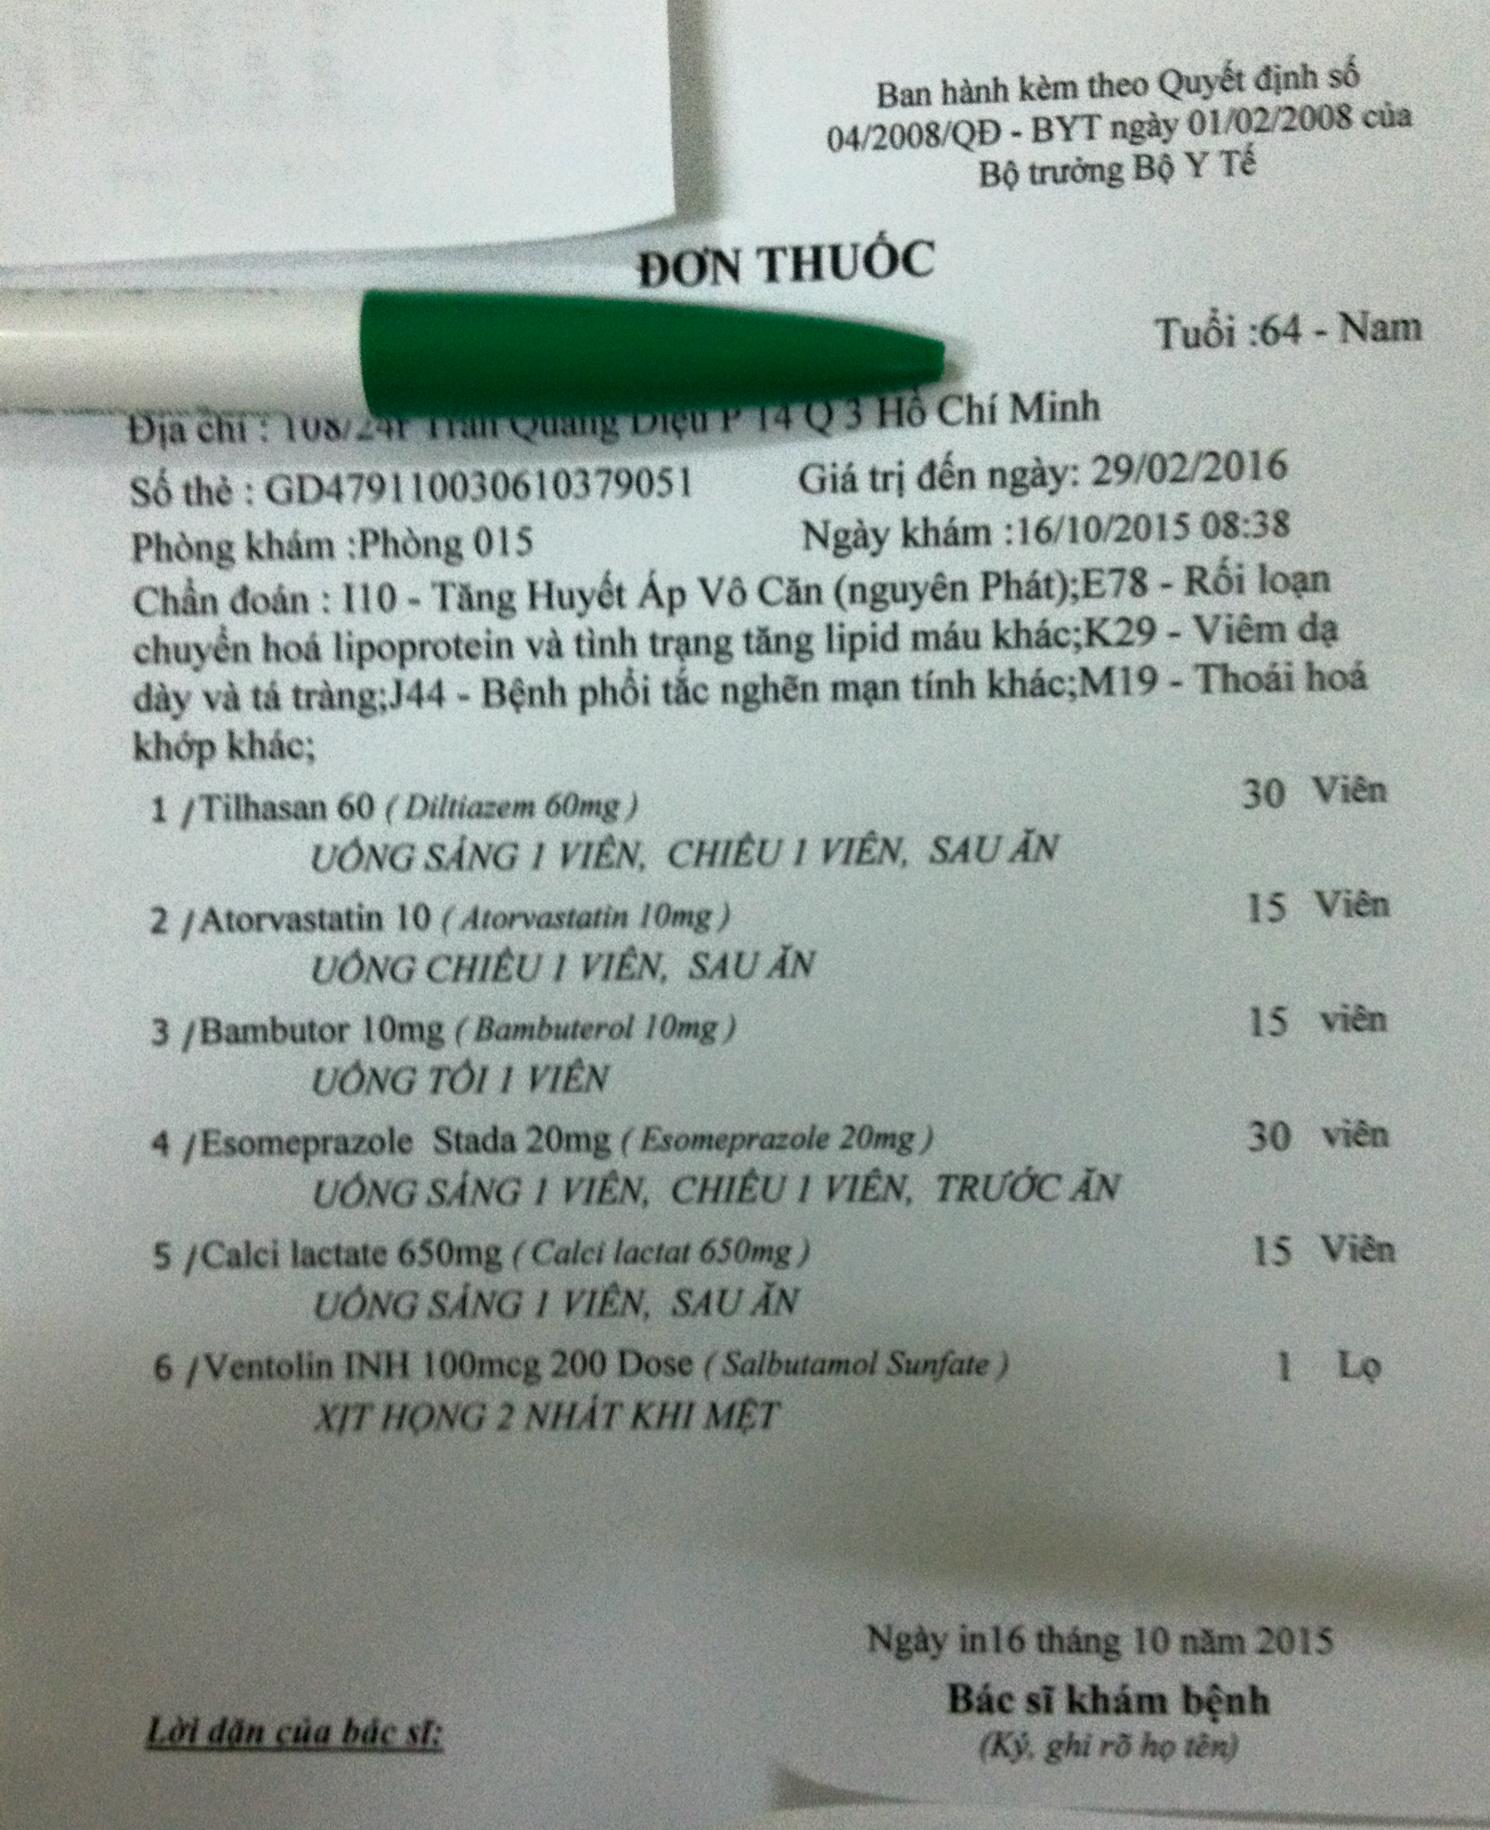 Ban hành kèm theo Quyết định số
04/2008/QĐ - BYT ngày 01/02/2008 của
Bộ trưởng Bộ Y Tế
ĐƠN THUỐC
Tuổi :64 - Nam
Địa chỉ : 108/24F Trần Quang Diệu P 14 Q 3 Hồ Chí Minh
Số thẻ : GD479110030610379051 Giá trị đến ngày: 29/02/2016
Phòng khám :Phòng 015 Ngày khám :16/10/2015 08:38
Chẩn đoán : I10 - Tăng Huyết Áp Vô Căn (nguyên Phát);E78 - Rối loạn
chuyển hoá lipoprotein và tình trạng tăng lipid máu khác;K29 - Viêm dạ
dày và tá tràng;J44 - Bệnh phổi tắc nghẽn mạn tính khác;M19 - Thoái hoá
khớp khác;
1 /Tilhasan 60 ( Diltiazem 60mg ) 30 Viên
UỐNG SÁNG 1 VIÊN, CHIỀU 1 VIÊN, SAU ĂN
2 /Atorvastatin 10 ( Atorvastatin 10mg ) 15 Viên
UỐNG CHIỀU 1 VIÊN, SAU ĂN
3 /Bambutor 10mg ( Bambuterol 10mg ) 15 viên
UỐNG TỐI 1 VIÊN
4 /Esomeprazole Stada 20mg ( Esomeprazole 20mg ) 30 viên
UỐNG SÁNG 1 VIÊN, CHIỀU 1 VIÊN, TRƯỚC ĂN
5 /Calci lactate 650mg ( Calci lactat 650mg ) 15 Viên
UỐNG SÁNG 1 VIÊN, SAU ĂN
6 /Ventolin INH 100mcg 200 Dose ( Salbutamol Sunfate ) 1 Lọ
XỊT HỌNG 2 NHÁT KHI MỆT
Ngày in16 tháng 10 năm 2015
Bác sĩ khám bệnh
(Ký, ghi rõ họ tên)
Lời dặn của bác sĩ: